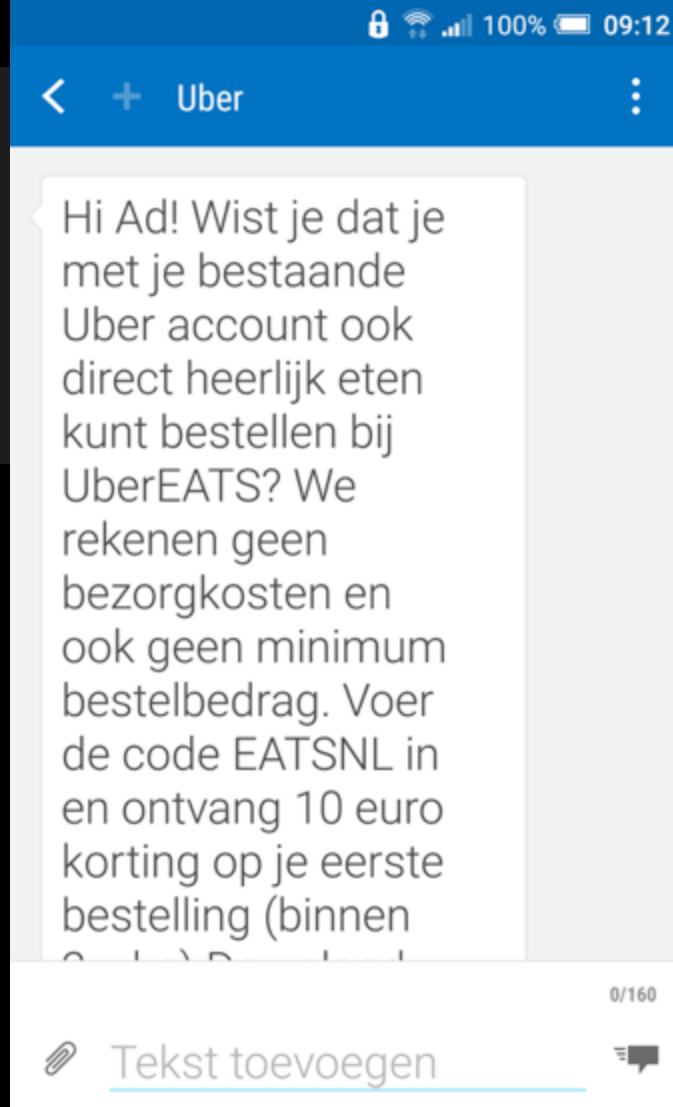 100% 09:12
Uber
Hi Ad! Wist je dat je
met je bestaande
Uber account ook
direct heerlijk eten
kunt bestellen bij
UberEATS? We
rekenen geen
bezorgkosten en
ook geen minimum
bestelbedrag. Voer
de code EATSNL in
en ontvang 10 euro
korting op je eerste
bestelling (binnen
0/160
Tekst toevoegen